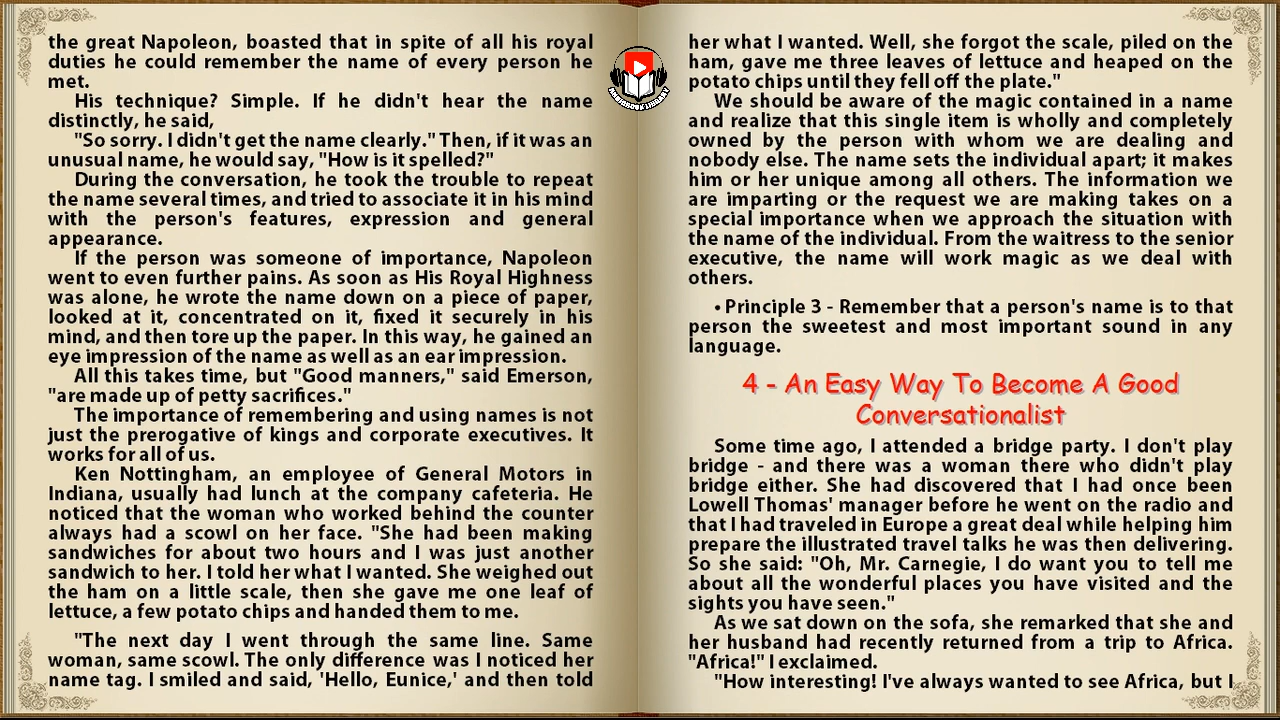 the great Napoleon, boasted that in spite of all his royal
duties he could remember the name of every person he
met.
His technique? Simple. If he didn't hear the name
distinctly, he said,
"So sorry. I didn't get the name clearly." Then, if it was an
unusual name, he would say, "How is it spelled?"
During the conversation, he took the trouble to repeat
the name several times, and tried to associate it in his mind
with the person's features, expression and general
appearance.
If the person was someone of importance, Napoleon
went to even further pains. As soon as His Royal Highness
was alone, he wrote the name down on a piece of paper,
looked at it, concentrated on it, fixed it securely in his
mind, and then tore up the paper. In this way, he gained an
eye impression of the name as well as an ear impression.
All this takes time, but "Good manners," said Emerson,
"are made up of petty sacrifices."
The importance of remembering and using names is not
just the prerogative of kings and corporate executives. It
works for all of us.
Ken Nottingham, an employee of General Motors in
Indiana, usually had lunch at the company cafeteria. He
noticed that the woman who worked behind the counter
always had a scowl on her face. "She had been making
sandwiches for about two hours and I was just another
sandwich to her. I told her what I wanted. She weighed out
the ham on a little scale, then she gave me one leaf of
lettuce, a few potato chips and handed them to me.
"The next day I went through the same line. Same
woman, same scowl. The only difference was I noticed her
name tag. I smiled and said, 'Hello, Eunice,' and then told
her what I wanted. Well, she forgot the scale, piled on the
ham, gave me three leaves of lettuce and heaped on the
potato chips until they fell off the plate."
We should be aware of the magic contained in a name
and realize that this single item is wholly and completely
owned by the person with whom we are dealing and
nobody else. The name sets the individual apart; it makes
him or her unique among all others. The information we
are imparting or the request we are making takes on a
special importance when we approach the situation with
the name of the individual. From the waitress to the senior
executive, the name will work magic as we deal with
others.
• Principle 3 - Remember that a person's name is to that
person the sweetest and most important sound in any
language.
4 - An Easy Way To Become A Good
Conversationalist
Some time ago, I attended a bridge party. I don't play
bridge - and there was a woman there who didn't play
bridge either. She had discovered that I had once been
Lowell Thomas' manager before he went on the radio and
that I had traveled in Europe a great deal while helping him
prepare the illustrated travel talks he was then delivering.
So she said: "Oh, Mr. Carnegie, I do want you to tell me
about all the wonderful places you have visited and the
sights you have seen."
As we sat down on the sofa, she remarked that she and
her husband had recently returned from a trip to Africa.
"Africa!" I exclaimed.
"How interesting! I've always wanted to see Africa, but I